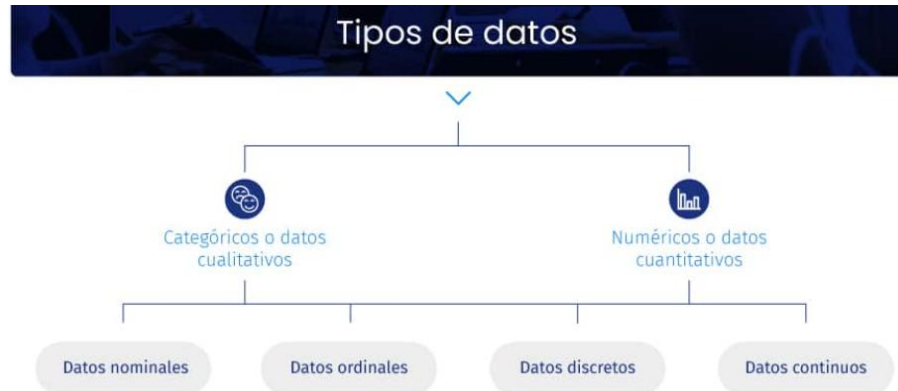 Tipos de datos
Categóricos o datos
cualitativos
Numéricos o datos
cuantitativos
Datos nominales
Datos ordinales
Datos discretos
Datos continuos